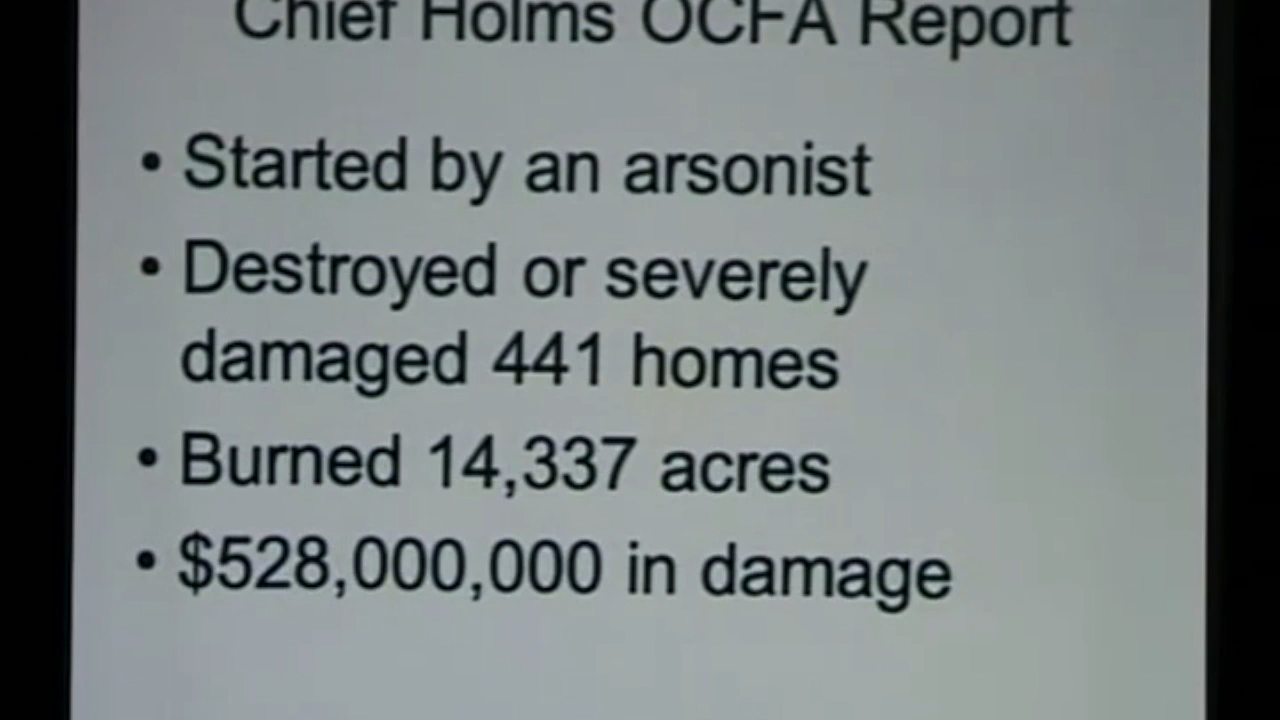 Chief Holms OCFA Report
• Started by an arsonist
• Destroyed or severely
damaged 441 homes
• Burned 14,337 acres
• $528,000,000 in damage